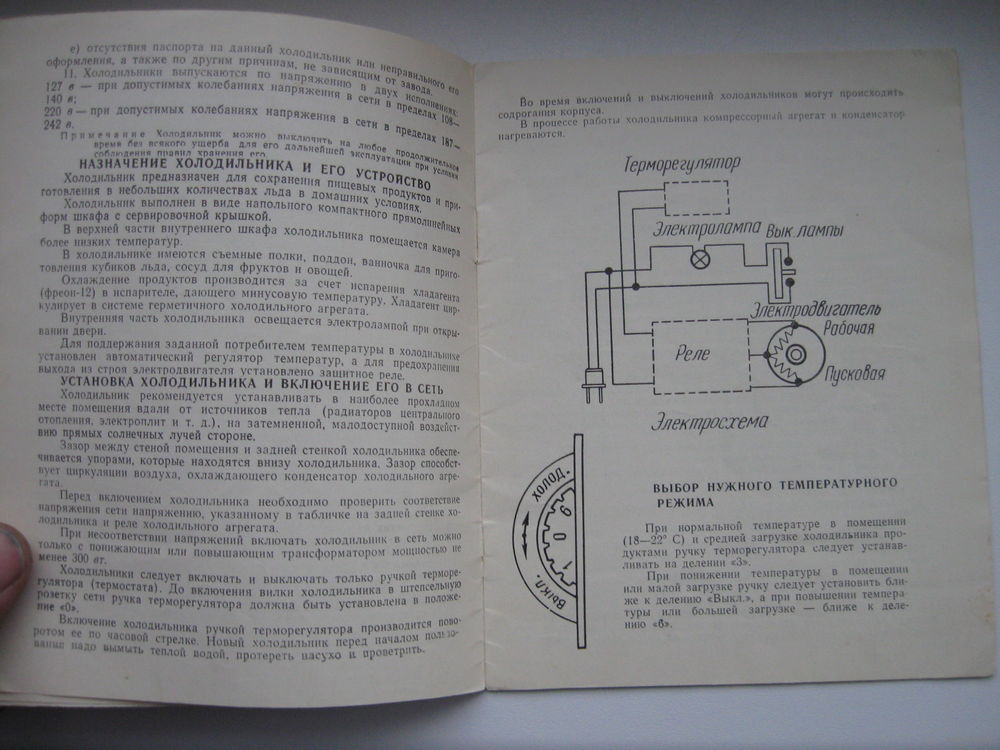 е) отсутствия паспорта на данный холодильник или неправильного его
оформления, а также по другим причинам, не зависящим от завода.
11. Холодильники выпускаются по напряжению в двух исполнениях:
127 в — при допустимых колебаниях напряжения в сети в пределах 108—
140 в;
220 в — при допустимых колебаниях напряжения в сети в пределах 187—
242 в.
Примечание Холодильник можно выключить на любое продолжительное
время без всякого ущерба для его дальнейшей эксплуатации при условии
соблюдения правил хранения его
НАЗНАЧЕНИЕ ХОЛОДИЛЬНИКА И ЕГО УСТРОЙСТВО
Холодильник предназначен для сохранения пищевых продуктов и при-
готовления в небольших количествах льда в домашних условиях.
Холодильник выполнен в виде напольного компактного прямолинейных
форм шкафа с сервировочной крышкой.
В верхней части внутреннего шкафа холодильника помещается камера
более низких температур.
В холодильнике имеются съемные полки, поддон, ванночка для приго-
товления кубиков льда, сосуд для фруктов и овощей.
Охлаждение продуктов производится за счет испарения хладагента
(фреон-12) в испарителе, дающего минусовую температуру. Хладагент цир-
кулирует в системе герметичного холодильного агрегата.
Внутренняя часть холодильника освещается электролампой при откры-
вании двери.
Для поддержания заданной потребителем температуры в холодильнике
установлен автоматический регулятор температур, а для предохранения
выхода из строя электродвигателя установлено защитное реле.
УСТАНОВКА ХОЛОДИЛЬНИКА И ВКЛЮЧЕНИЕ ЕГО В СЕТЬ
Холодильник рекомендуется устанавливать в наиболее прохладном
месте помещения вдали от источников тепла (радиаторов центрального
отопления, электроплит и т. д.), на затемненной, малодоступной воздейст-
вию прямых солнечных лучей стороне.
Зазор между стеной помещения и задней стенкой холодильника обеспе-
чивается упорами, которые находятся внизу холодильника. Зазор способст-
вует циркуляции воздуха, охлаждающего конденсатор холодильного агре-
гата.
Перед включением холодильника необходимо проверить соответствие
напряжения сети напряжению, указанному в табличке на задней стенке хо-
лодильника и реле холодильного агрегата.
При несоответствии напряжений включать холодильник в сеть можно
только с понижающим или повышающим трансформатором мощностью не
менее 300 вт.
Холодильники следует включать и выключать только ручкой терморе-
гулятора (термостата). До включения вилки холодильника в штепсельную
розетку сети ручка терморегулятора должна быть установлена в положе-
ние «0».
Включение холодильника ручкой терморегулятора производится пово-
ротом ее по часовой стрелке. Новый холодильник перед началом пользо-
вания надо вымыть теплой водой, протереть насухо и проветрить.
Во время включений и выключений холодильников могут происходить
содрогания корпуса.
В процессе работы холодильника компрессорный агрегат и конденсатор
нагреваются.
Терморегулятор
Электролампа Вык.лампы
Электродвигатель
Рабочая
Реле
Пусковая
Электросхема
ХОЛОД.
6
0
1
ВЫКЛ.
ВЫБОР НУЖНОГО ТЕМПЕРАТУРНОГО
РЕЖИМА
При нормальной температуре в помещении
(18—22° С) и средней загрузке холодильника про-
дуктами ручку терморегулятора следует устанав-
ливать на делении «3».
При понижении температуры в помещении
или малой загрузке ручку следует установить бли-
же к делению «Выкл.», а при повышении темпера-
туры или большей загрузке — ближе к деле-
нию «6».